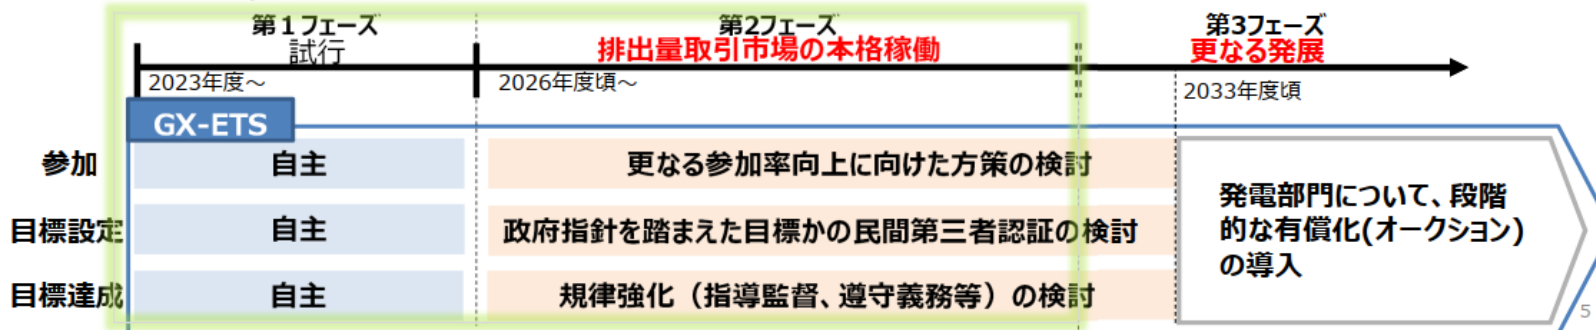 第1フェーズ
試行
第2フェーズ
排出量取引市場の本格稼働
第3フェーズ
更なる発展
2023年度～
2026年度頃～
2033年度頃
GX-ETS
参加
自主
更なる参加率向上に向けた方策の検討
目標設定
自主
政府指針を踏まえた目標かの民間第三者認証の検討
目標達成
自主
規律強化（指導監督、遵守義務等）の検討
発電部門について、段階
的な有償化(オークション)
の導入
5